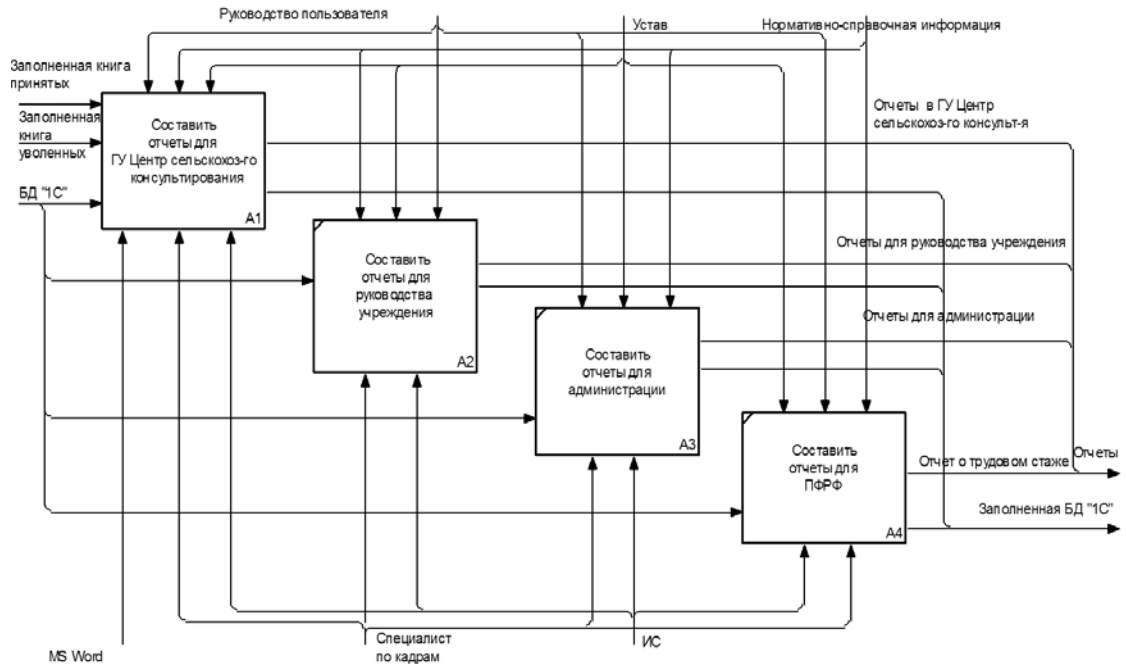 Руководство пользователя
Устав
Нормативно-справочная информация
Заполненная книга
принятых
Заполненная
книга
уволенных
БД "1С"
Составить
отчеты для
ГУ Центр сельскохоз-го
консультирования
A1
Отчеты в ГУ Центр
сельскохоз-го консульт-я
Составить
отчеты для
руководства
учреждения
A2
Отчеты для руководства учреждения
Составить
отчеты для
администрации
A3
Отчеты для администрации
Составить
отчеты для
ПФРФ
A4
Отчет о трудовом стаже
Отчеты
Заполненная БД "1С"
MS Word
Специалист
по кадрам
ИС